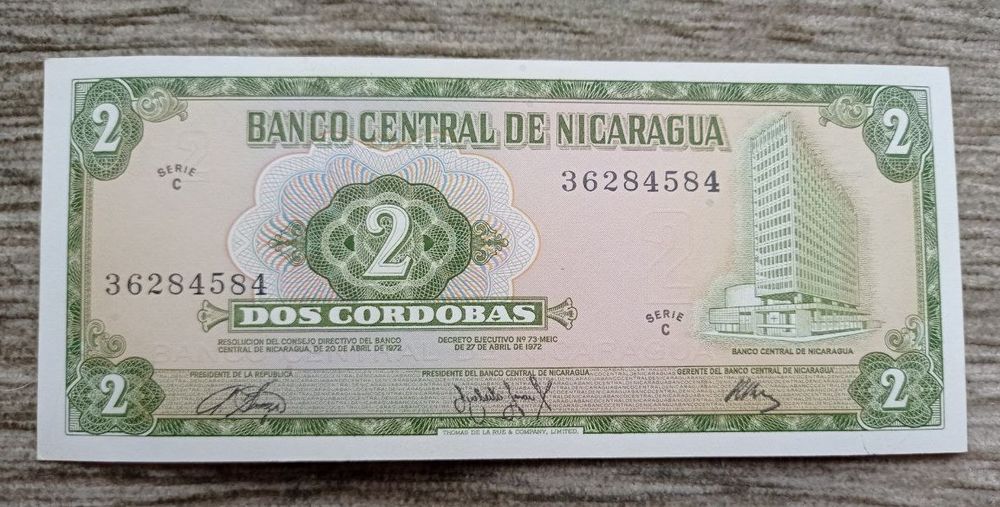 2
2
BANCO CENTRAL DE NICARAGUA
SERIE
C
36284584
2
36284584
DOS CORDOBAS
SERIE
C
RESOLUCION DEL CONSEJO DIRECTIVO DEL BANCO
CENTRAL DE NICARAGUA, DE 20 DE ABRIL DE 1972
DECRETO EJECUTIVO Nº 73-MEIC
DE 27 DE ABRIL DE 1972
BANCO CENTRAL DE NICARAGUA
2
2
PRESIDENTE DE LA REPUBLICA
PRESIDENTE DEL BANCO CENTRAL DE NICARAGUA
GERENTE DEL BANCO CENTRAL DE NICARAGUA
THOMAS DE LA RUE & COMPANY, LIMITED.